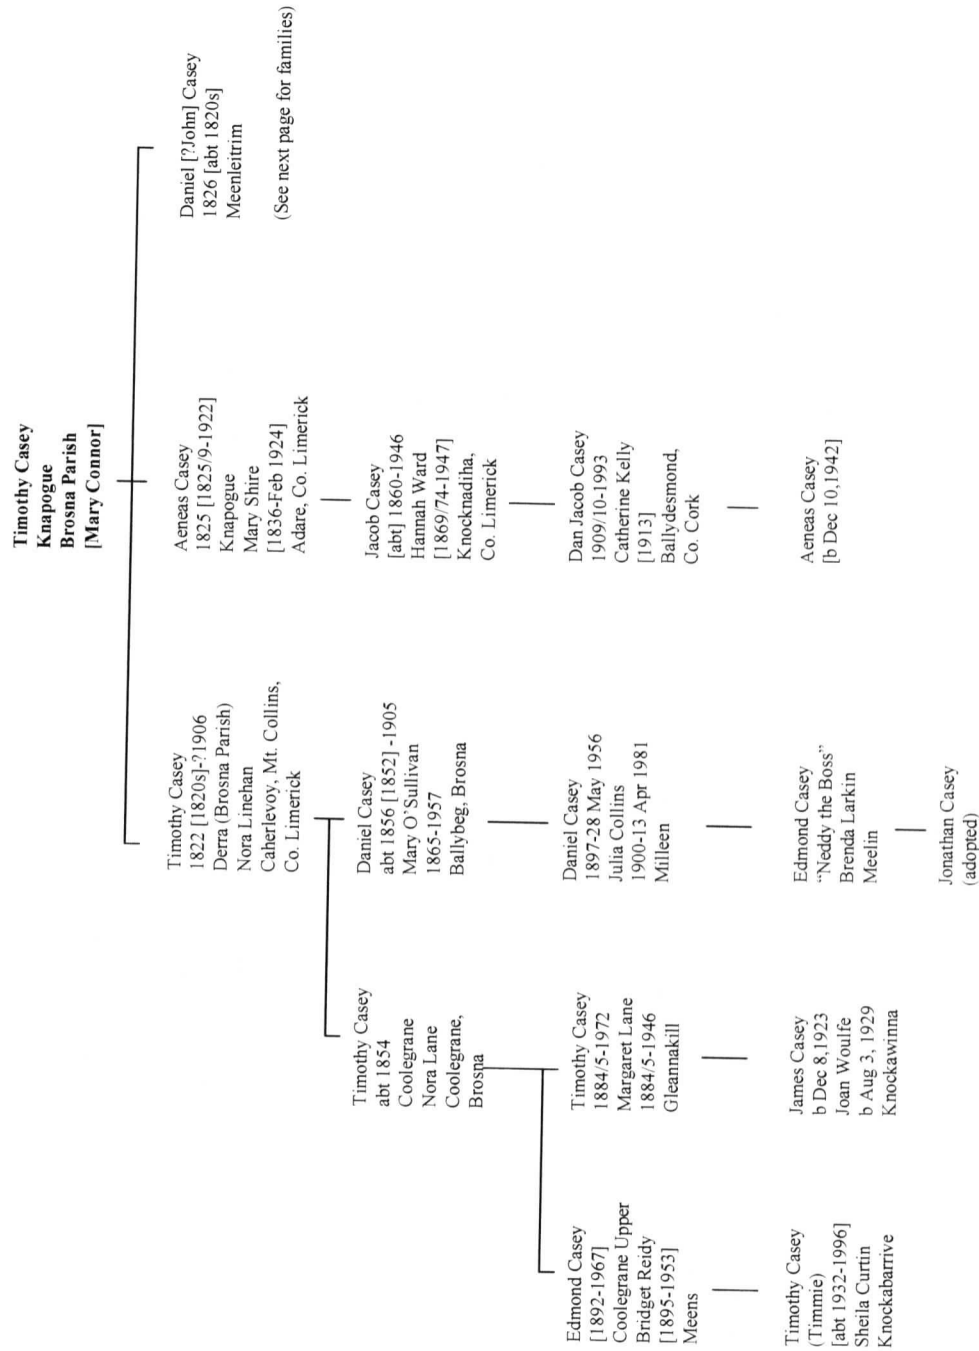 Timothy Casey
Knapogue
Brosna Parish
[Mary Connor]
Timothy Casey
1822 [1820s]-?1906
Derra (Brosna Parish)
Nora Linehan
Caherlevoy, Mt. Collins,
Co. Limerick
Aeneas Casey
1825 [1825/9-1922]
Knapogue
Mary Shire
[1836-Feb 1924]
Adare, Co. Limerick
Daniel [?John] Casey
1826 [abt 1820s]
Meenleitrim
(See next page for families)
Timothy Casey
abt 1854
Coolegrane
Nora Lane
Coolegrane,
Brosna
Daniel Casey
abt 1856 [1852] -1905
Mary O'Sullivan
1865-1957
Ballybeg, Brosna
Jacob Casey
[abt] 1860-1946
Hannah Ward
[1869/74-1947]
Knocknadiha,
Co. Limerick
Edmond Casey
[1892-1967]
Coolegrane Upper
Bridget Reidy
[1895-1953]
Meens
Timothy Casey
1884/5-1972
Margaret Lane
1884/5-1946
Gleannakill
Daniel Casey
1897-28 May 1956
Julia Collins
1900-13 Apr 1981
Milleen
Dan Jacob Casey
1909/10-1993
Catherine Kelly
[1913]
Ballydesmond,
Co. Cork
Timothy Casey
(Timmie)
[abt 1932-1996]
Sheila Curtin
Knockabarrive
James Casey
b Dec 8,1923
Joan Woulfe
b Aug 3, 1929
Knockawinna
Edmond Casey
"Neddy the Boss"
Brenda Larkin
Meelin
Aeneas Casey
[b Dec 10,1942]
Jonathan Casey
(adopted)